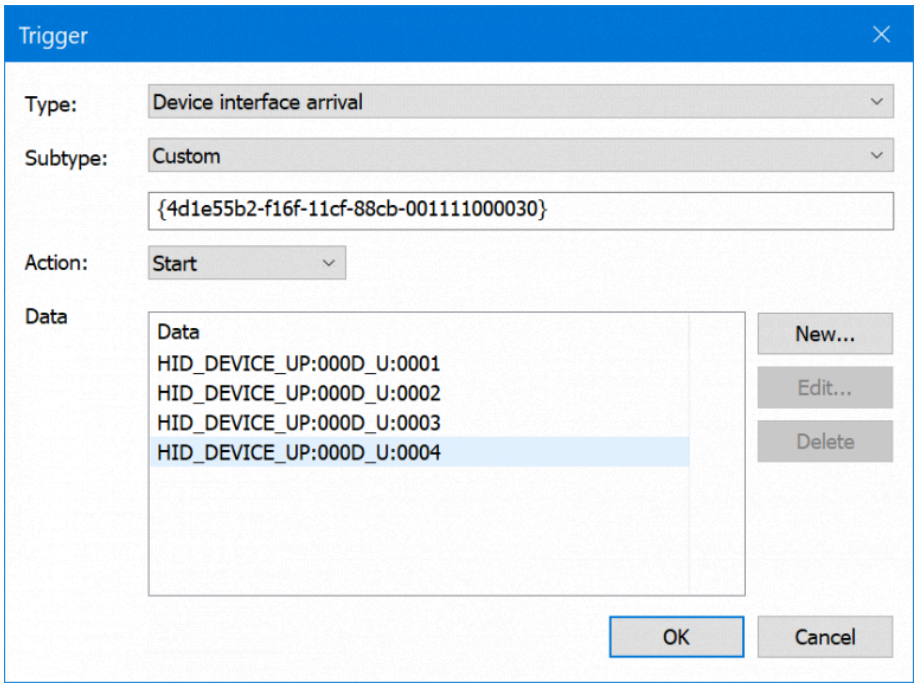 Trigger
Type:
Device interface arrival
Subtype:
Custom
{4d1e55b2-f16f-11cf-88cb-001111000030}
Action:
Start
Data
Data
HID_DEVICE_UP:000D_U:0001
HID_DEVICE_UP:000D_U:0002
HID_DEVICE_UP:000D_U:0003
HID_DEVICE_UP:000D_U:0004
New...
Edit...
Delete
OK
Cancel